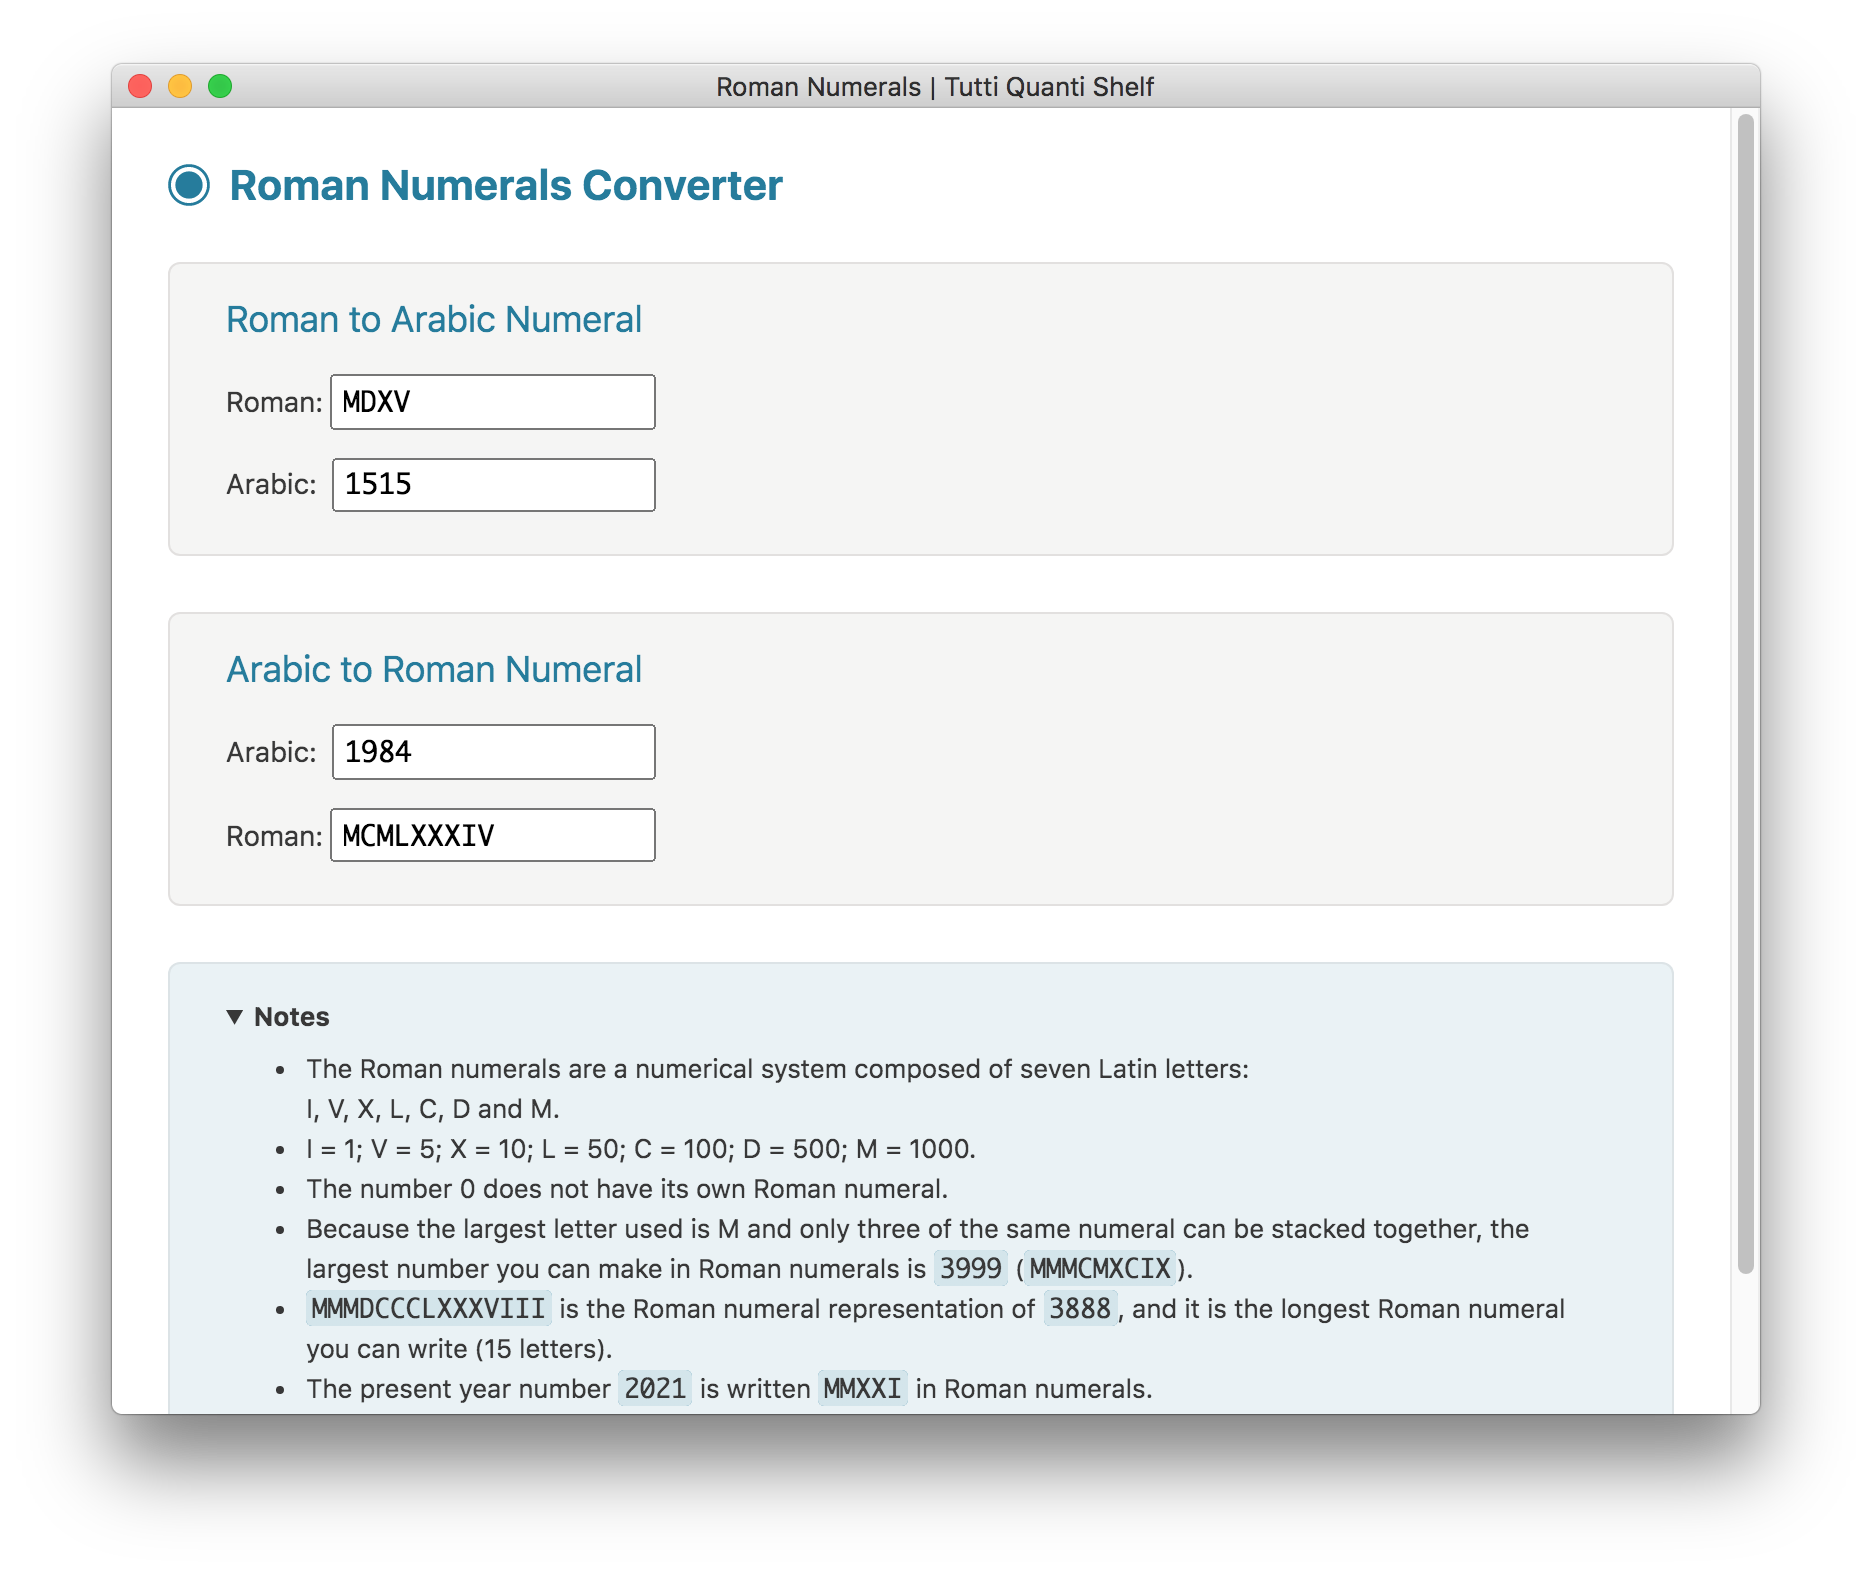 Roman Numerals | Tutti Quanti Shelf
Roman Numerals Converter
Roman to Arabic Numeral
Roman: MDXV
Arabic: 1515
Arabic to Roman Numeral
Arabic: 1984
Roman: MCMLXXXIV
▼ Notes
• The Roman numerals are a numerical system composed of seven Latin letters:
I, V, X, L, C, D and M.
• I = 1; V = 5; X = 10; L = 50; C = 100; D = 500; M = 1000.
• The number 0 does not have its own Roman numeral.
• Because the largest letter used is M and only three of the same numeral can be stacked together, the
largest number you can make in Roman numerals is 3999 (MMMCMXCIX).
• MMMDCCCLXXXVIII is the Roman numeral representation of 3888, and it is the longest Roman numeral
you can write (15 letters).
• The present year number 2021 is written MMXXI in Roman numerals.